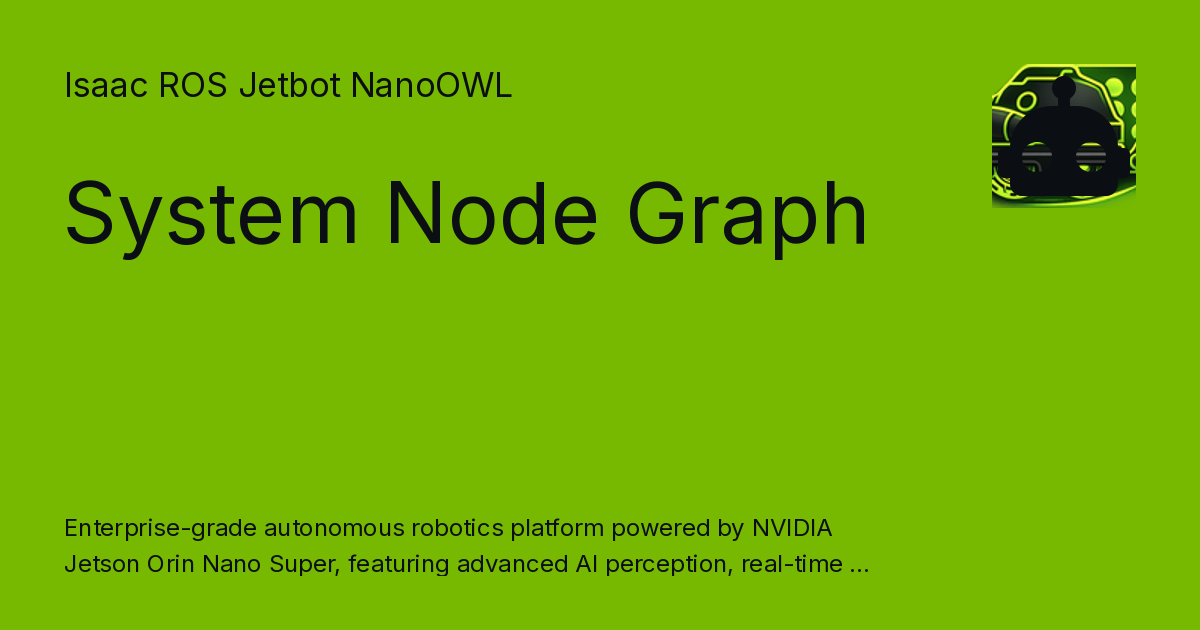 Isaac ROS Jetbot NanoOWL
System Node Graph
Enterprise-grade autonomous robotics platform powered by NVIDIA
Jetson Orin Nano Super, featuring advanced AI perception, real-time ...